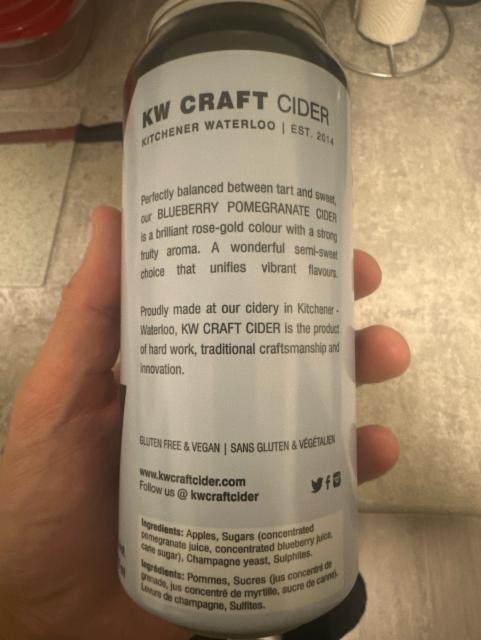 KW CRAFT CIDER
KITCHENER WATERLOO | EST. 2014
Perfectly balanced between tart and sweet,
our BLUEBERRY POMEGRANATE CIDER
is a brilliant rose-gold colour with a strong
fruity aroma. A wonderful semi-sweet
choice that unifies vibrant flavours.
Proudly made at our cidery in Kitchener -
Waterloo, KW CRAFT CIDER is the product
of hard work, traditional craftsmanship and
innovation.
GLUTEN FREE & VEGAN | SANS GLUTEN & VÉGÉTALIEN
www.kwcraftcider.com
Follow us @ kwcraftcider
Ingredients: Apples, Sugars (concentrated
pomegranate juice, concentrated blueberry juice,
cane sugar), Champagne yeast, Sulphites.
Ingrédients: Pommes, Sucres (jus concentré de
grenade, jus concentré de myrtille, sucre de canne),
Levure de champagne, Sulfites.